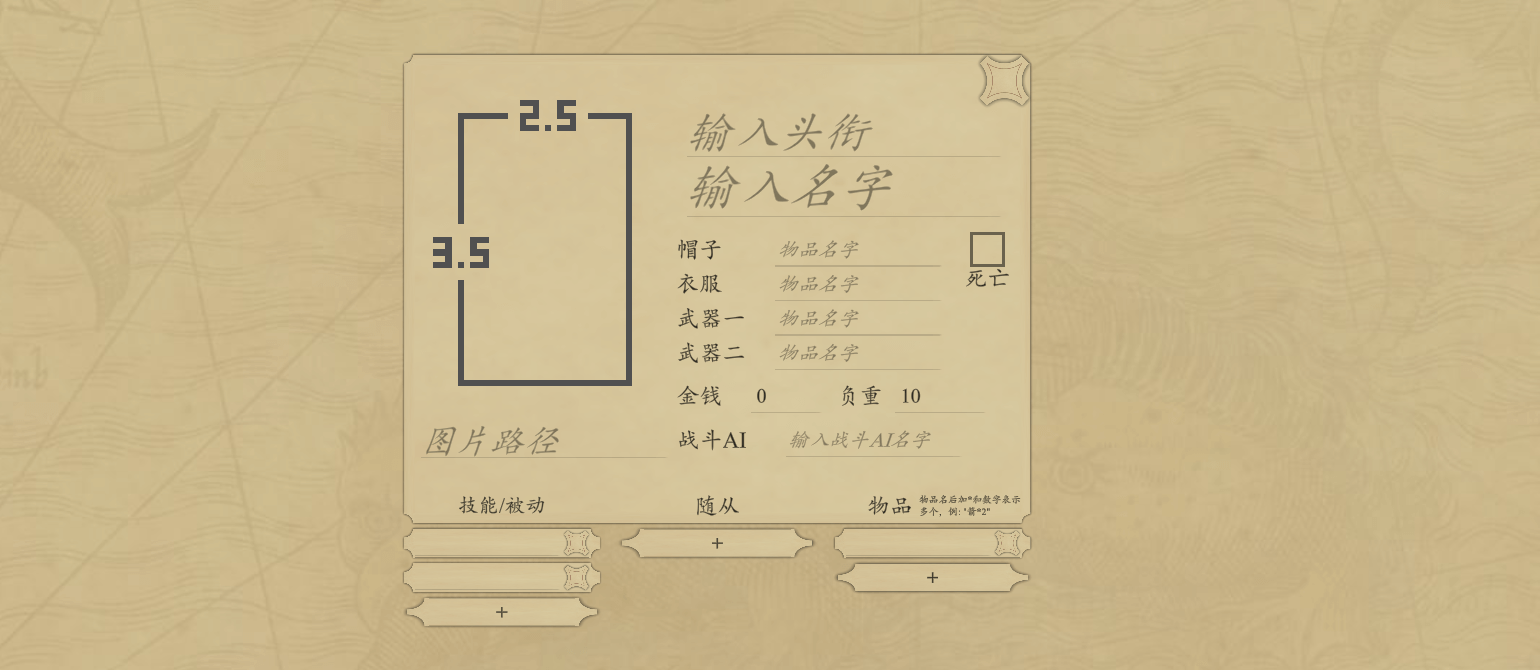 2.5
3.5
输入头衔
输入名字
帽子 物品名字
衣服 物品名字
武器一 物品名字
武器二 物品名字
死亡
金钱 0 负重 10
图片路径
战斗AI 输入战斗AI名字
技能/被动 随从 物品 物品名后加*和数字表示
多个，例："箭*2"
+
+
+